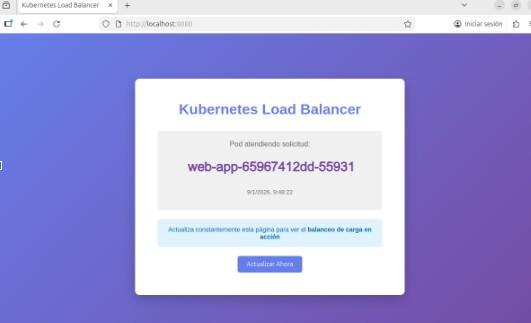 Kubernetes Load Balancer
http://localhost:8080
Iniciar sesión
Kubernetes Load Balancer
Pod atendiendo solicitud:
web-app-65967412dd-55931
9/1/2026, 9:48:22
Actualiza constantemente esta página para ver el balanceo de carga en
acción
Actualizar Ahora